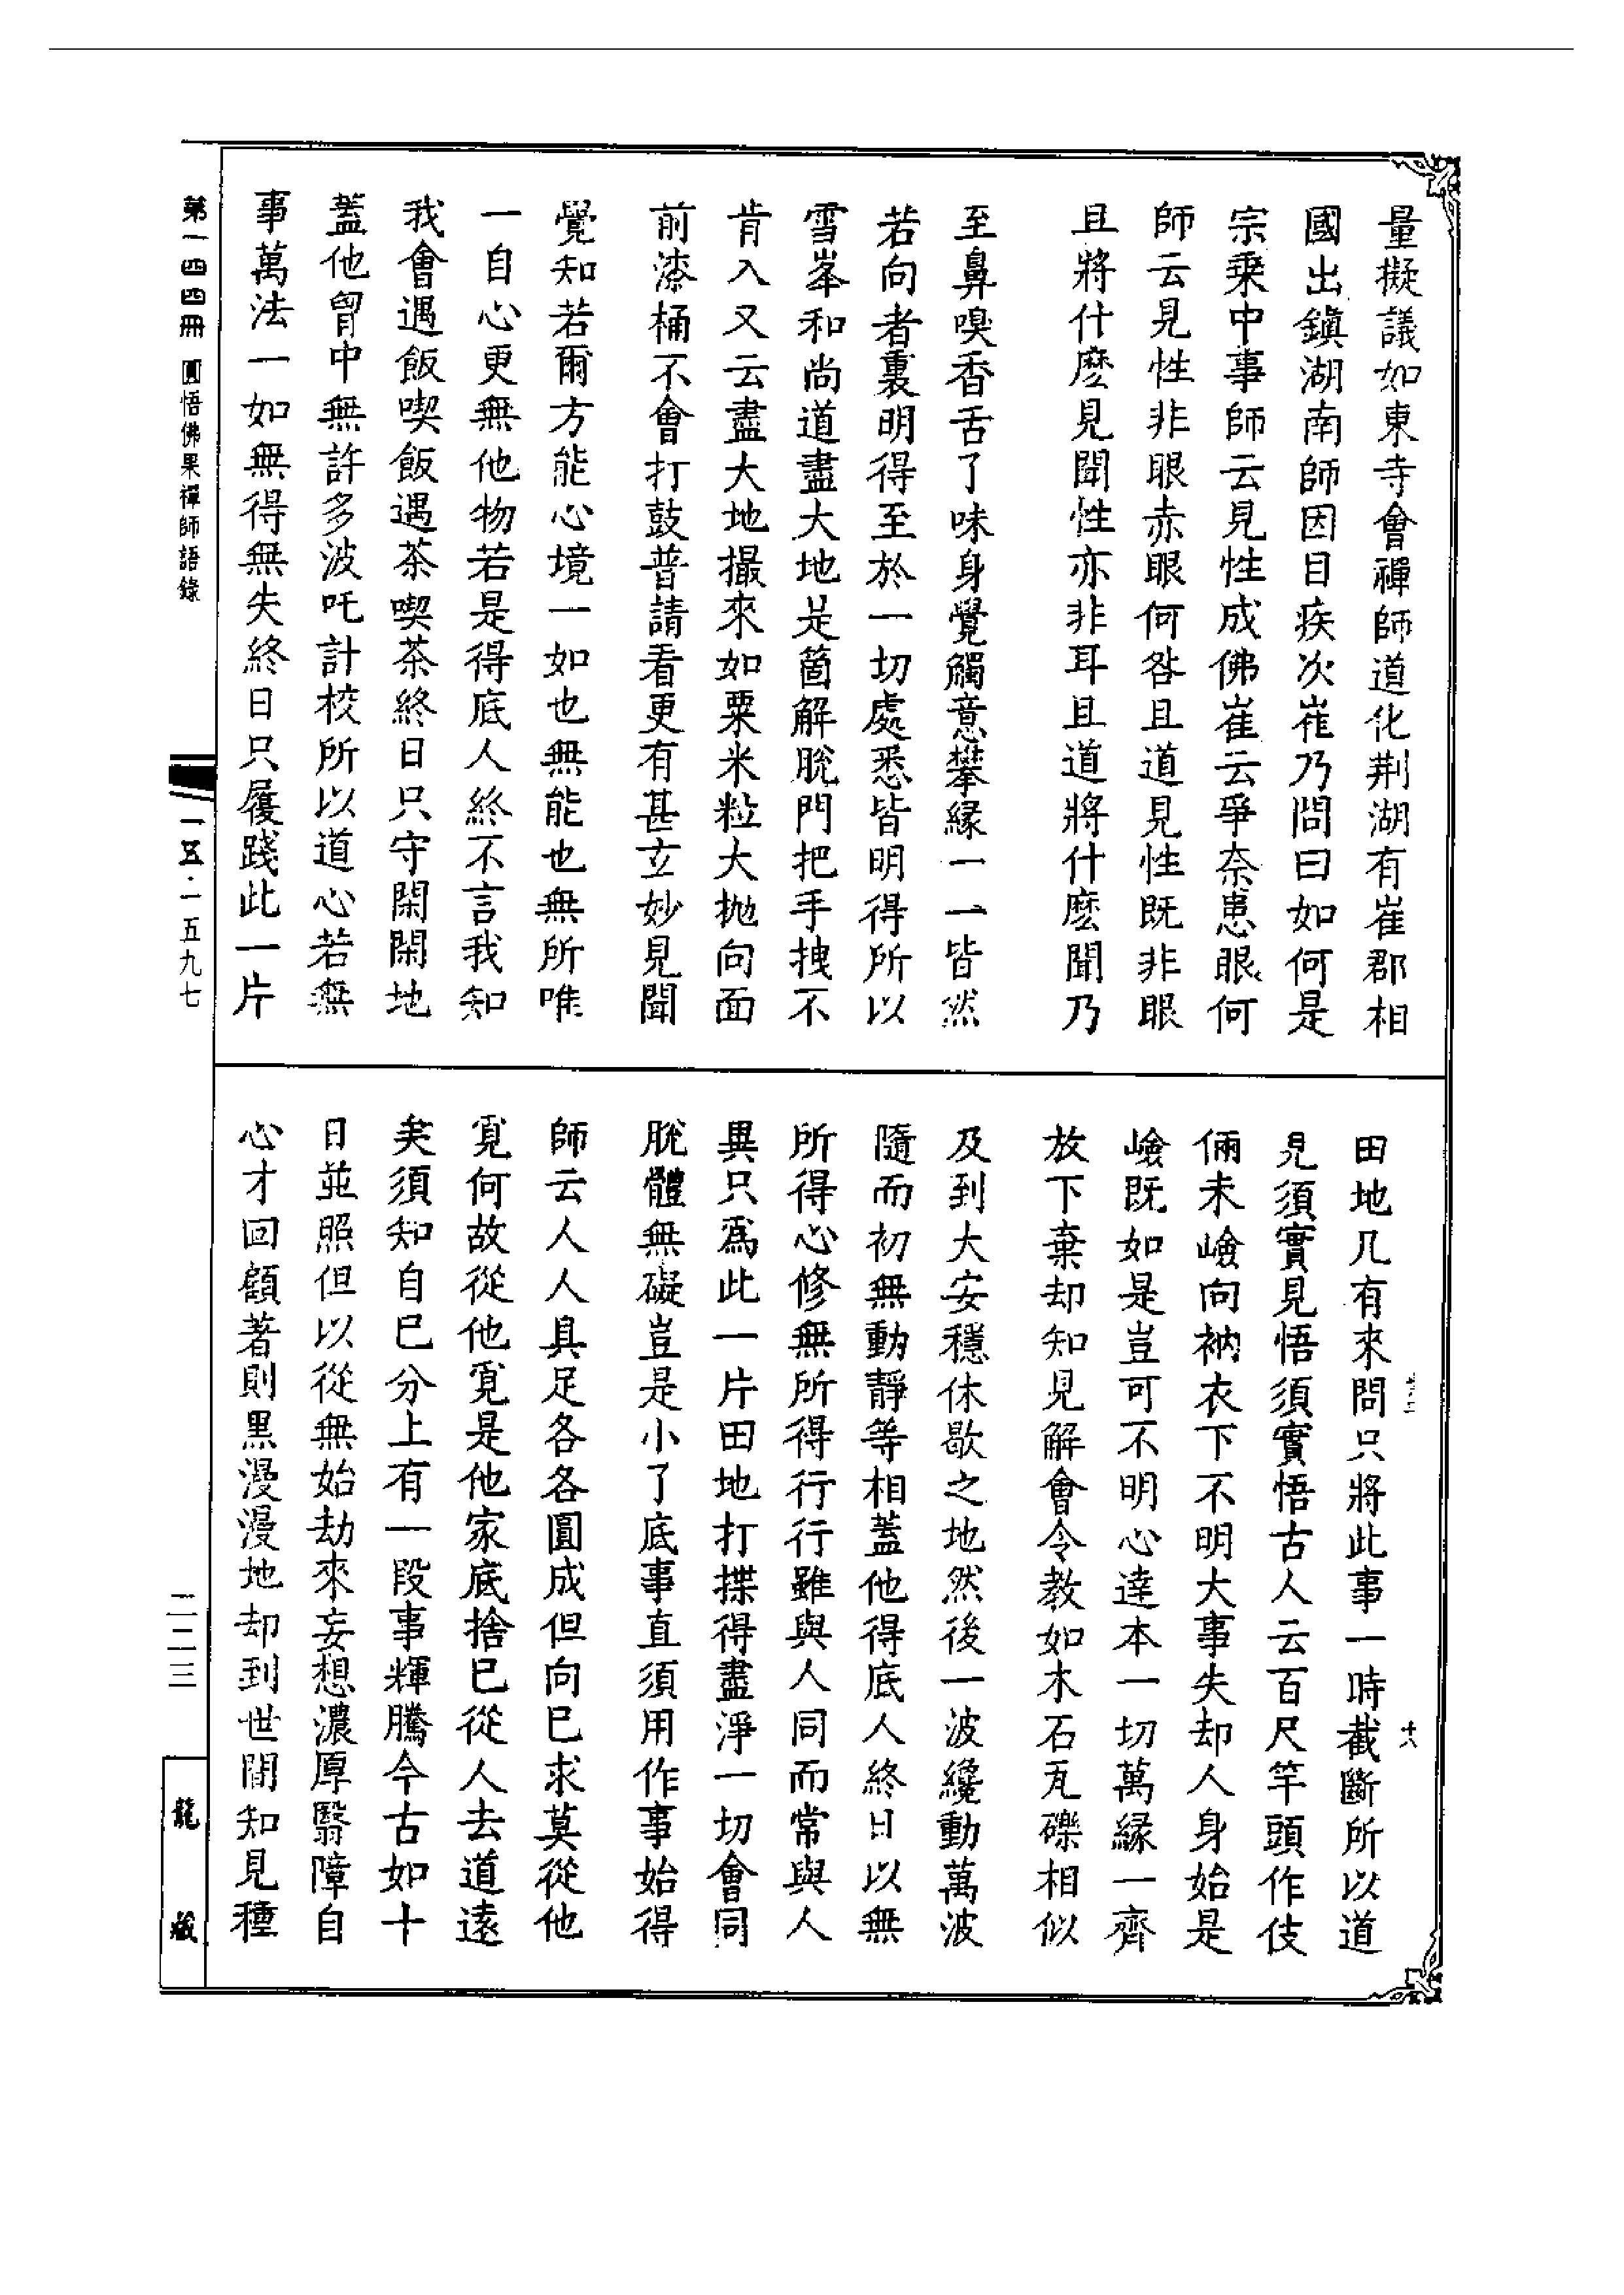 量擬議如東寺會禪師道化荆湖有崔郡相
國出鎭湖南師因目疾次崔乃問曰如何是
宗乗中事師云見性成佛崔云爭奈患眼何
師云見性非眼赤眼何咎且道見性既非眼
且將什麽見聞性亦非耳且道將什麽聞乃
至鼻嗅香舌了味身覺觸意攀縁一一皆然
若向者裏明得至於一切處悉皆明得所以
雪峯和尚道盡大地是箇解脫門把手拽不
肯入又云盡大地撮來如粟米粒大拋向面
前漆桶不會打鼓普請看更有甚玄妙見聞
覺知若爾方能心境一如也無能也無所唯
一自心更無他物若是得底人終不言我知
我會遇飯喫飯遇茶喫茶終日只守閑閑地
蓋他胷中無許多波吒計校所以道心若無
事萬法一如無得無失終日只履踐此一片
田地凡有來問只將此事一時截斷所以道
見須實見悟須實悟古人云百尺竿頭作伎
倆未嶮向衲衣下不明大事失却人身始是
嶮既如是豈可不明心達本一切萬縁一齊
放下棄却知見解會令教如木石瓦礫相似
及到大安穩休歇之地然後一波纔動萬波
隨而初無動靜等相蓋他得底人終日以無
所得心修無所得行行雖與人同而常與人
異只爲此一片田地打揲得盡淨一切會同
脫體無礙豈是小了底事直須用作事始得
師云人人具足各各圓成但向已求莫從他
覓何故從他覓是他家底捨已從人去道遠
矣須知自已分上有一段事輝騰今古如十
日並照但以從無始劫來妄想濃厚翳障自
心才回顧著則黒漫漫地却到世間知見種
第一四四冊 圓悟佛果禪師語錄
一五·一五九七
二二三
龍藏